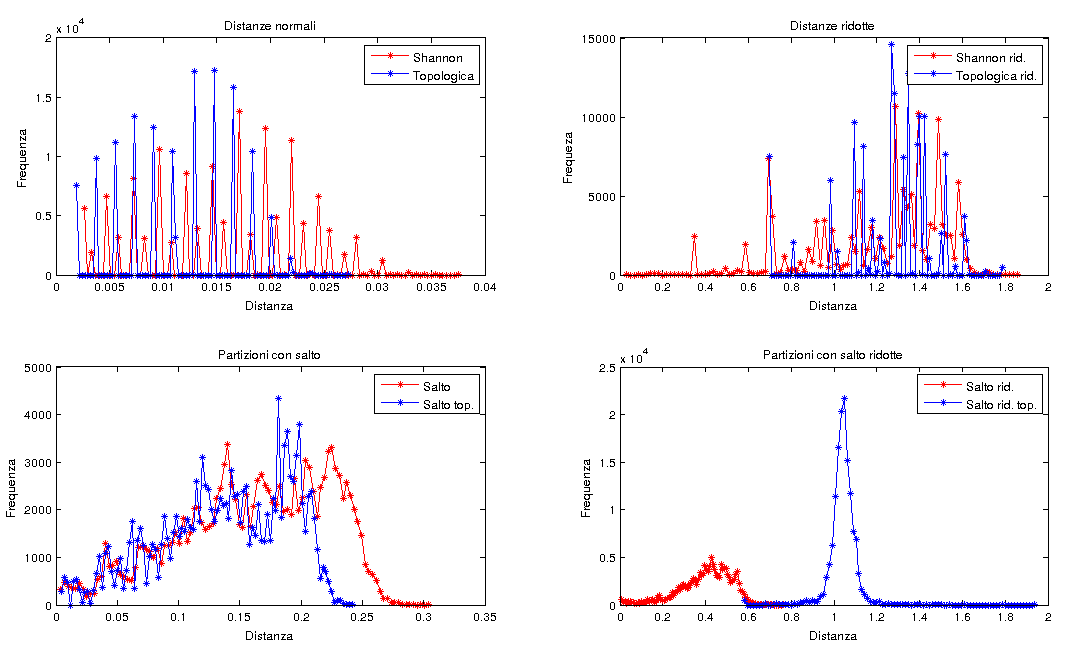 Distanze normali
x 10^4
2
1.5
1
0.5
0
Frequenza
Shannon
Topologica
0 0.005 0.01 0.015 0.02 0.025 0.03 0.035 0.04
Distanza
Distanze ridotte
15000
10000
5000
0
Frequeza
Shannon rid.
Topologica rid.
0 0.2 0.4 0.6 0.8 1 1.2 1.4 1.6 1.8 2
Distanza
Partizioni con salto
5000
4000
3000
2000
1000
0
Frequenza
Salto
Salto top.
0 0.05 0.1 0.15 0.2 0.25 0.3 0.35
Distanza
Partizioni con salto ridotte
x 10^4
2.5
2
1.5
1
0.5
0
Frequenza
Salto rid.
Salto rid. top.
0 0.2 0.4 0.6 0.8 1 1.2 1.4 1.6 1.8 2
Distanza